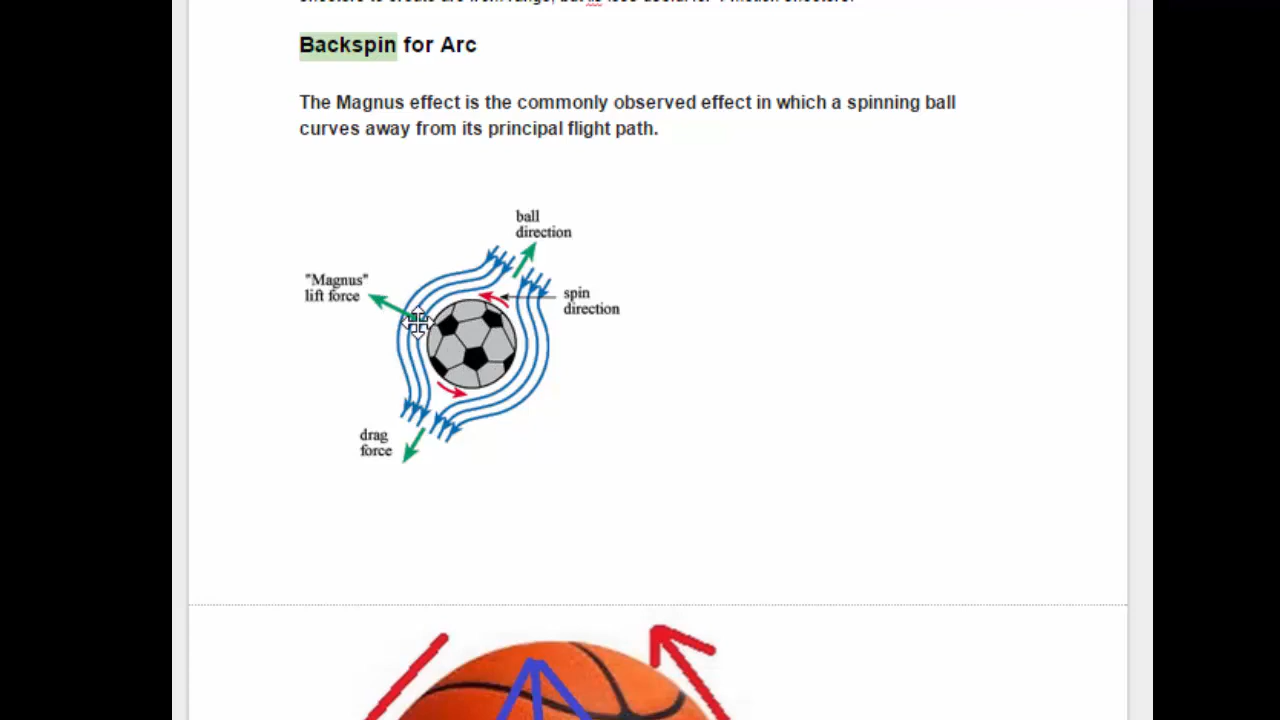 Backspin for Arc
The Magnus effect is the commonly observed effect in which a spinning ball
curves away from its principal flight path.
ball
direction
"Magnus"
lift force
spin
direction
drag
force